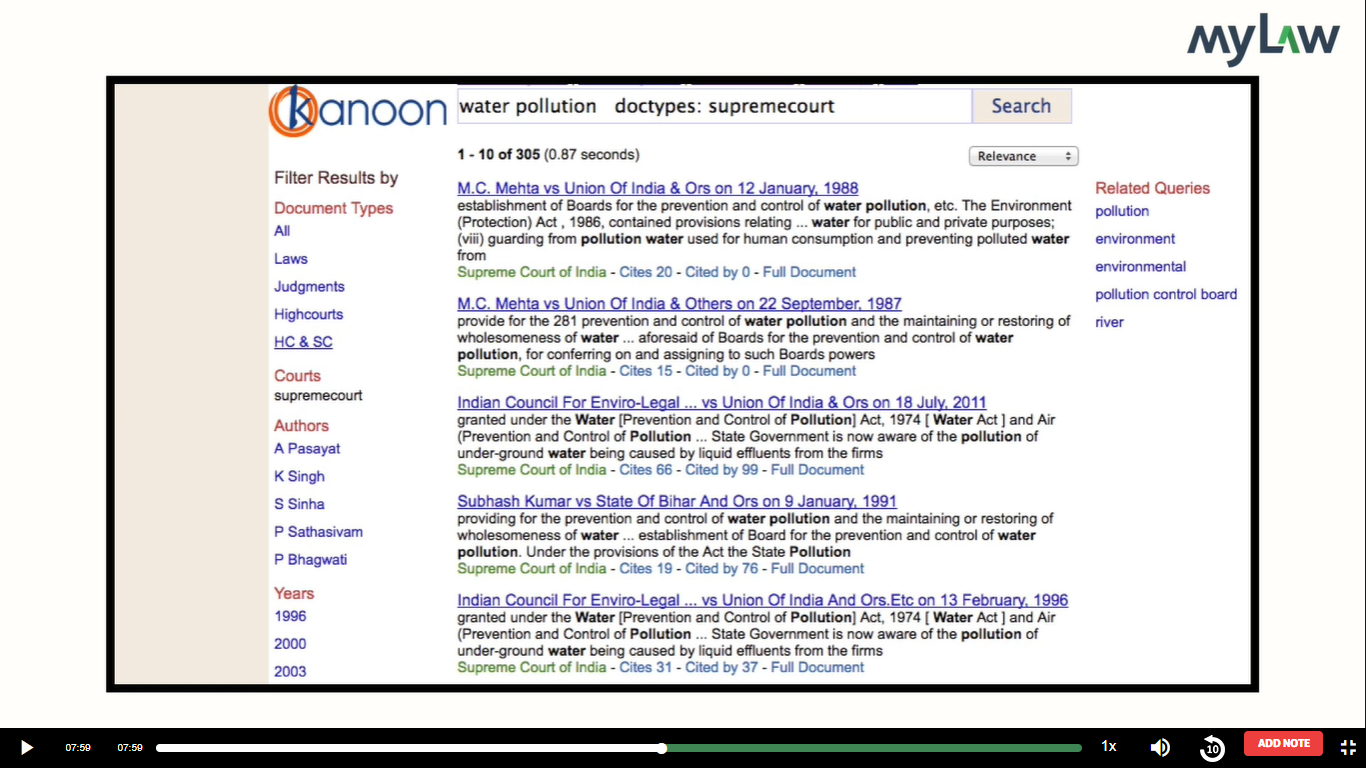 myLaw
kanoon
water pollution doctypes: supremecourt
Search
1 - 10 of 305 (0.87 seconds)
Relevance
Filter Results by
Document Types
All
Laws
Judgments
Highcourts
HC & SC
Courts
supremecourt
Authors
A Pasayat
K Singh
S Sinha
P Sathasivam
P Bhagwati
Years
1996
2000
2003
M.C. Mehta vs Union Of India & Ors on 12 January, 1988
establishment of Boards for the prevention and control of water pollution, etc. The Environment
(Protection) Act , 1986, contained provisions relating ... water for public and private purposes;
(viii) guarding from pollution water used for human consumption and preventing polluted water
from
Supreme Court of India - Cites 20 - Cited by 0 - Full Document
M.C. Mehta vs Union Of India & Others on 22 September, 1987
provide for the 281 prevention and control of water pollution and the maintaining or restoring of
wholesomeness of water ... aforesaid of Boards for the prevention and control of water
pollution, for conferring on and assigning to such Boards powers
Supreme Court of India - Cites 15 - Cited by 0 - Full Document
Indian Council For Enviro-Legal ... vs Union Of India & Ors on 18 July, 2011
granted under the Water [Prevention and Control of Pollution] Act, 1974 [ Water Act ] and Air
(Prevention and Control of Pollution ... State Government is now aware of the pollution of
under-ground water being caused by liquid effluents from the firms
Supreme Court of India - Cites 66 - Cited by 99 - Full Document
Subhash Kumar vs State Of Bihar And Ors on 9 January, 1991
providing for the prevention and control of water pollution and the maintaining or restoring of
wholesomeness of water ... establishment of Board for the prevention and control of water
pollution. Under the provisions of the Act the State Pollution
Supreme Court of India - Cites 19 - Cited by 76 - Full Document
Indian Council For Enviro-Legal ... vs Union Of India And Ors.Etc on 13 February, 1996
granted under the Water [Prevention and Control of Pollution] Act, 1974 [ Water Act ] and Air
(Prevention and Control of Pollution ... State Government is now aware of the pollution of
under-ground water being caused by liquid effluents from the firms
Supreme Court of India - Cites 31 - Cited by 37 - Full Document
Related Queries
pollution
environment
environmental
pollution control board
river
07:59
07:59
1x
10
ADD NOTE